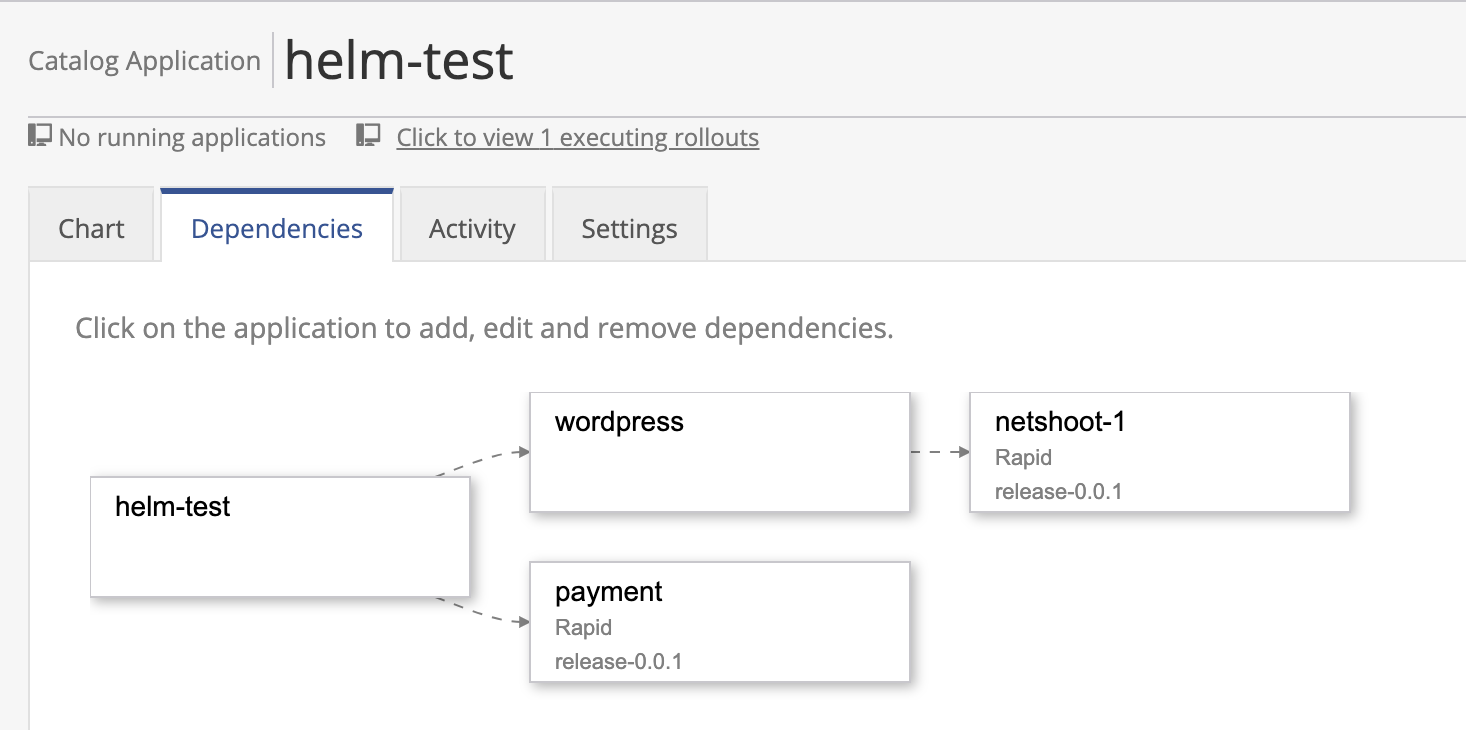 Catalog Application helm-test
No running applications Click to view 1 executing rollouts
Chart Dependencies Activity Settings
Click on the application to add, edit and remove dependencies.
helm-test
wordpress
netshoot-1
Rapid
release-0.0.1
payment
Rapid
release-0.0.1